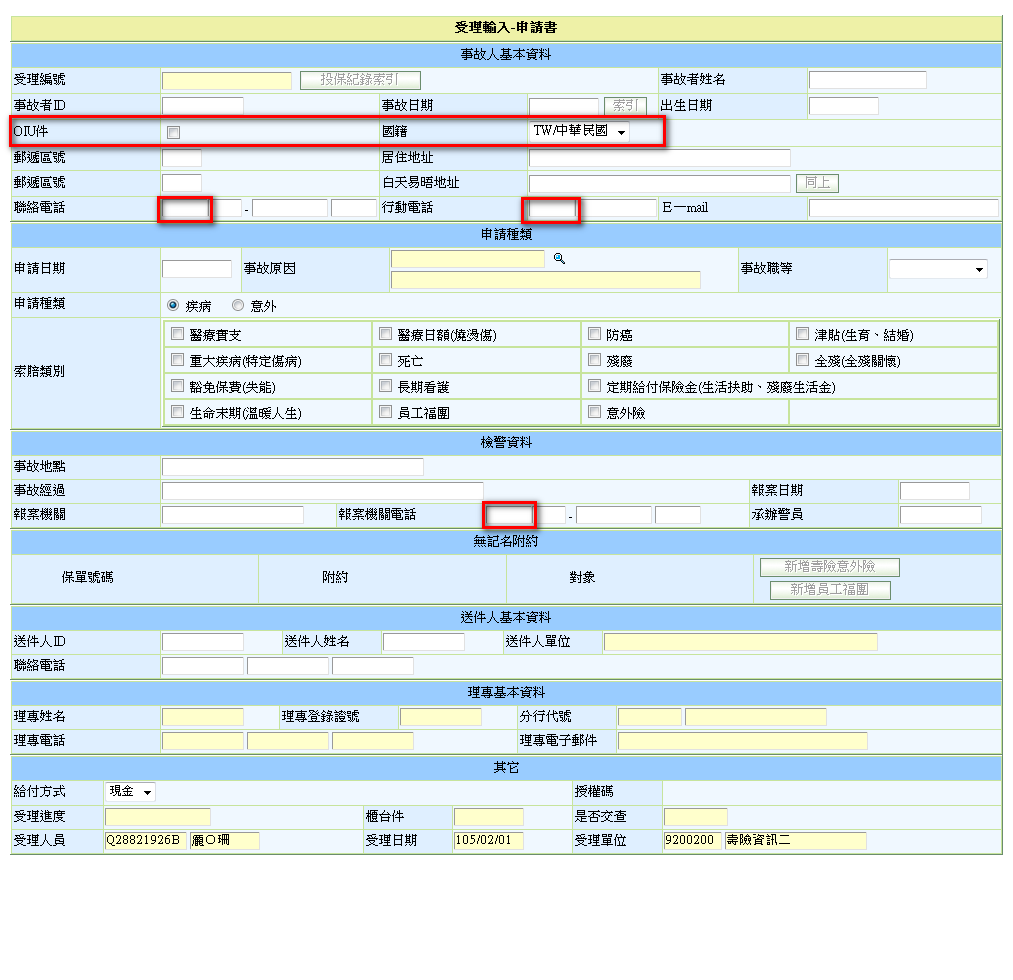 受理輸入-申請書
事故人基本資料
受理編號 投保紀錄索引 事故者姓名
事故者ID 事故日期 索引 出生日期
OIU件 國籍 TW/中華民國
郵遞區號 居住地址
郵遞區號 白天易晤地址 同上
聯絡電話 - 行動電話 E－mail
申請種類
申請日期 事故原因 事故職等
申請種類 疾病 意外
索賠類別
醫療實支 醫療日額(燒燙傷) 防癌 津貼(生育、結婚)
重大疾病(特定傷病) 死亡 殘廢 全殘(全殘關懷)
豁免保費(失能) 長期看護 定期給付保險金(生活扶助、殘廢生活金)
生命末期(溫暖人生) 員工福團 意外險
檢警資料
事故地點
事故經過 報案日期
報案機關 報案機關電話 - 承辦警員
無記名附約
保單號碼 附約 對象 新增壽險意外險
新增員工福團
送件人基本資料
送件人ID 送件人姓名 送件人單位
聯絡電話
理專基本資料
理專姓名 理專登錄證號 分行代號
理專電話 理專電子郵件
其它
給付方式 現金 授權碼
受理進度 櫃台件 是否交查
受理人員 Q28821926B 龐○珊 受理日期 105/02/01 受理單位 9200200 壽險資訊二